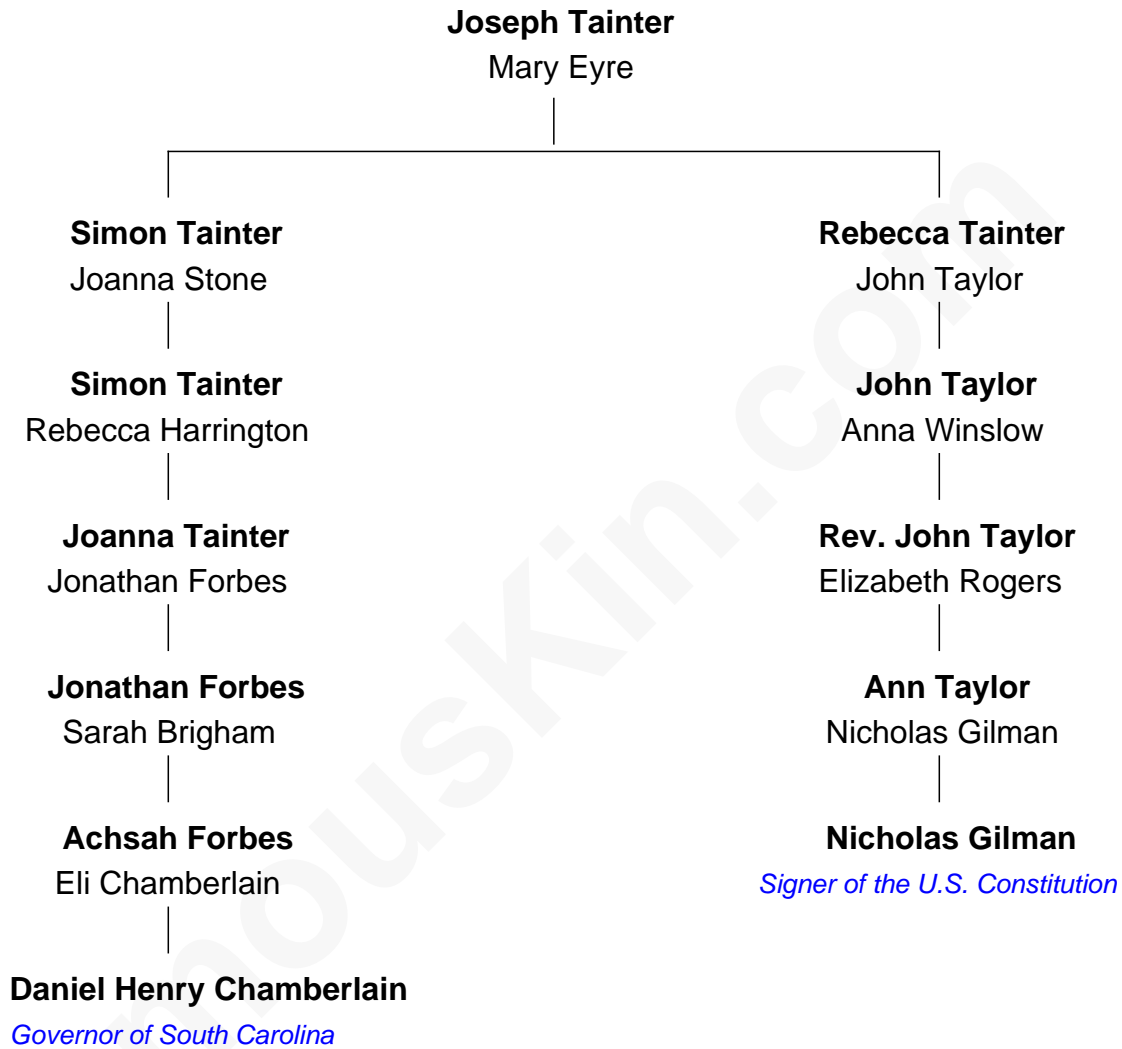 Joseph Tainter
Mary Eyre
Simon Tainter
Joanna Stone
Rebecca Tainter
John Taylor
Simon Tainter
Rebecca Harrington
John Taylor
Anna Winslow
Joanna Tainter
Jonathan Forbes
Rev. John Taylor
Elizabeth Rogers
Jonathan Forbes
Sarah Brigham
Ann Taylor
Nicholas Gilman
Achsah Forbes
Eli Chamberlain
Nicholas Gilman
Signer of the U.S. Constitution
Daniel Henry Chamberlain
Governor of South Carolina
mousKin.com